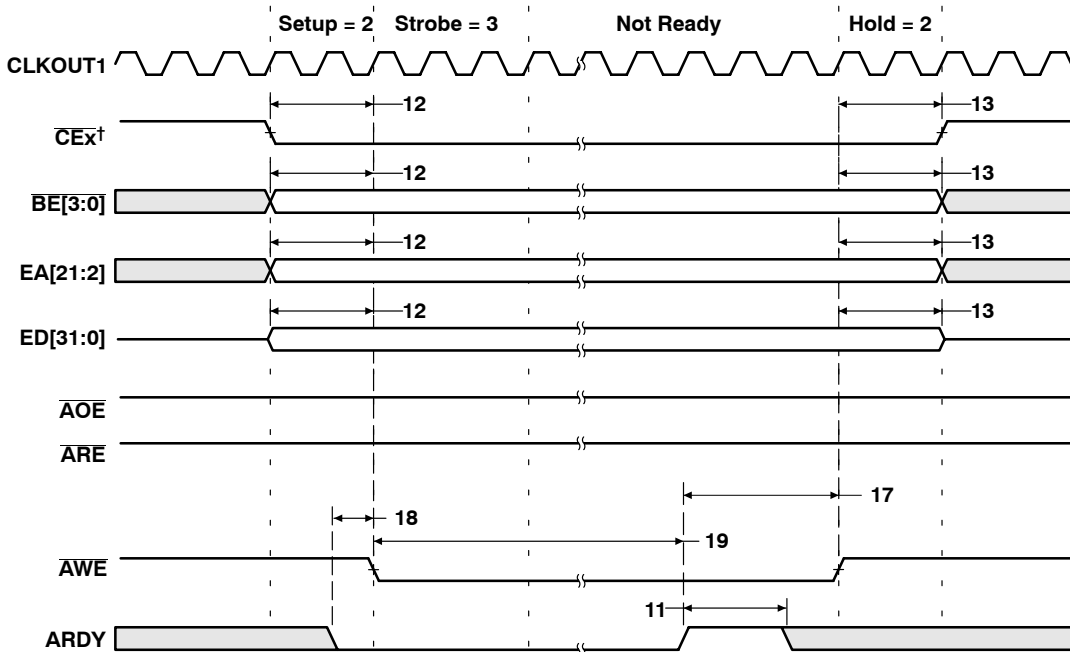 Setup = 2 Strobe = 3 Not Ready Hold = 2
CLKOUT1
12 13
CEx†
12 13
BE[3:0]
12 13
EA[21:2]
12 13
ED[31:0]
AOE
ARE
17
18
19
AWE
11
ARDY